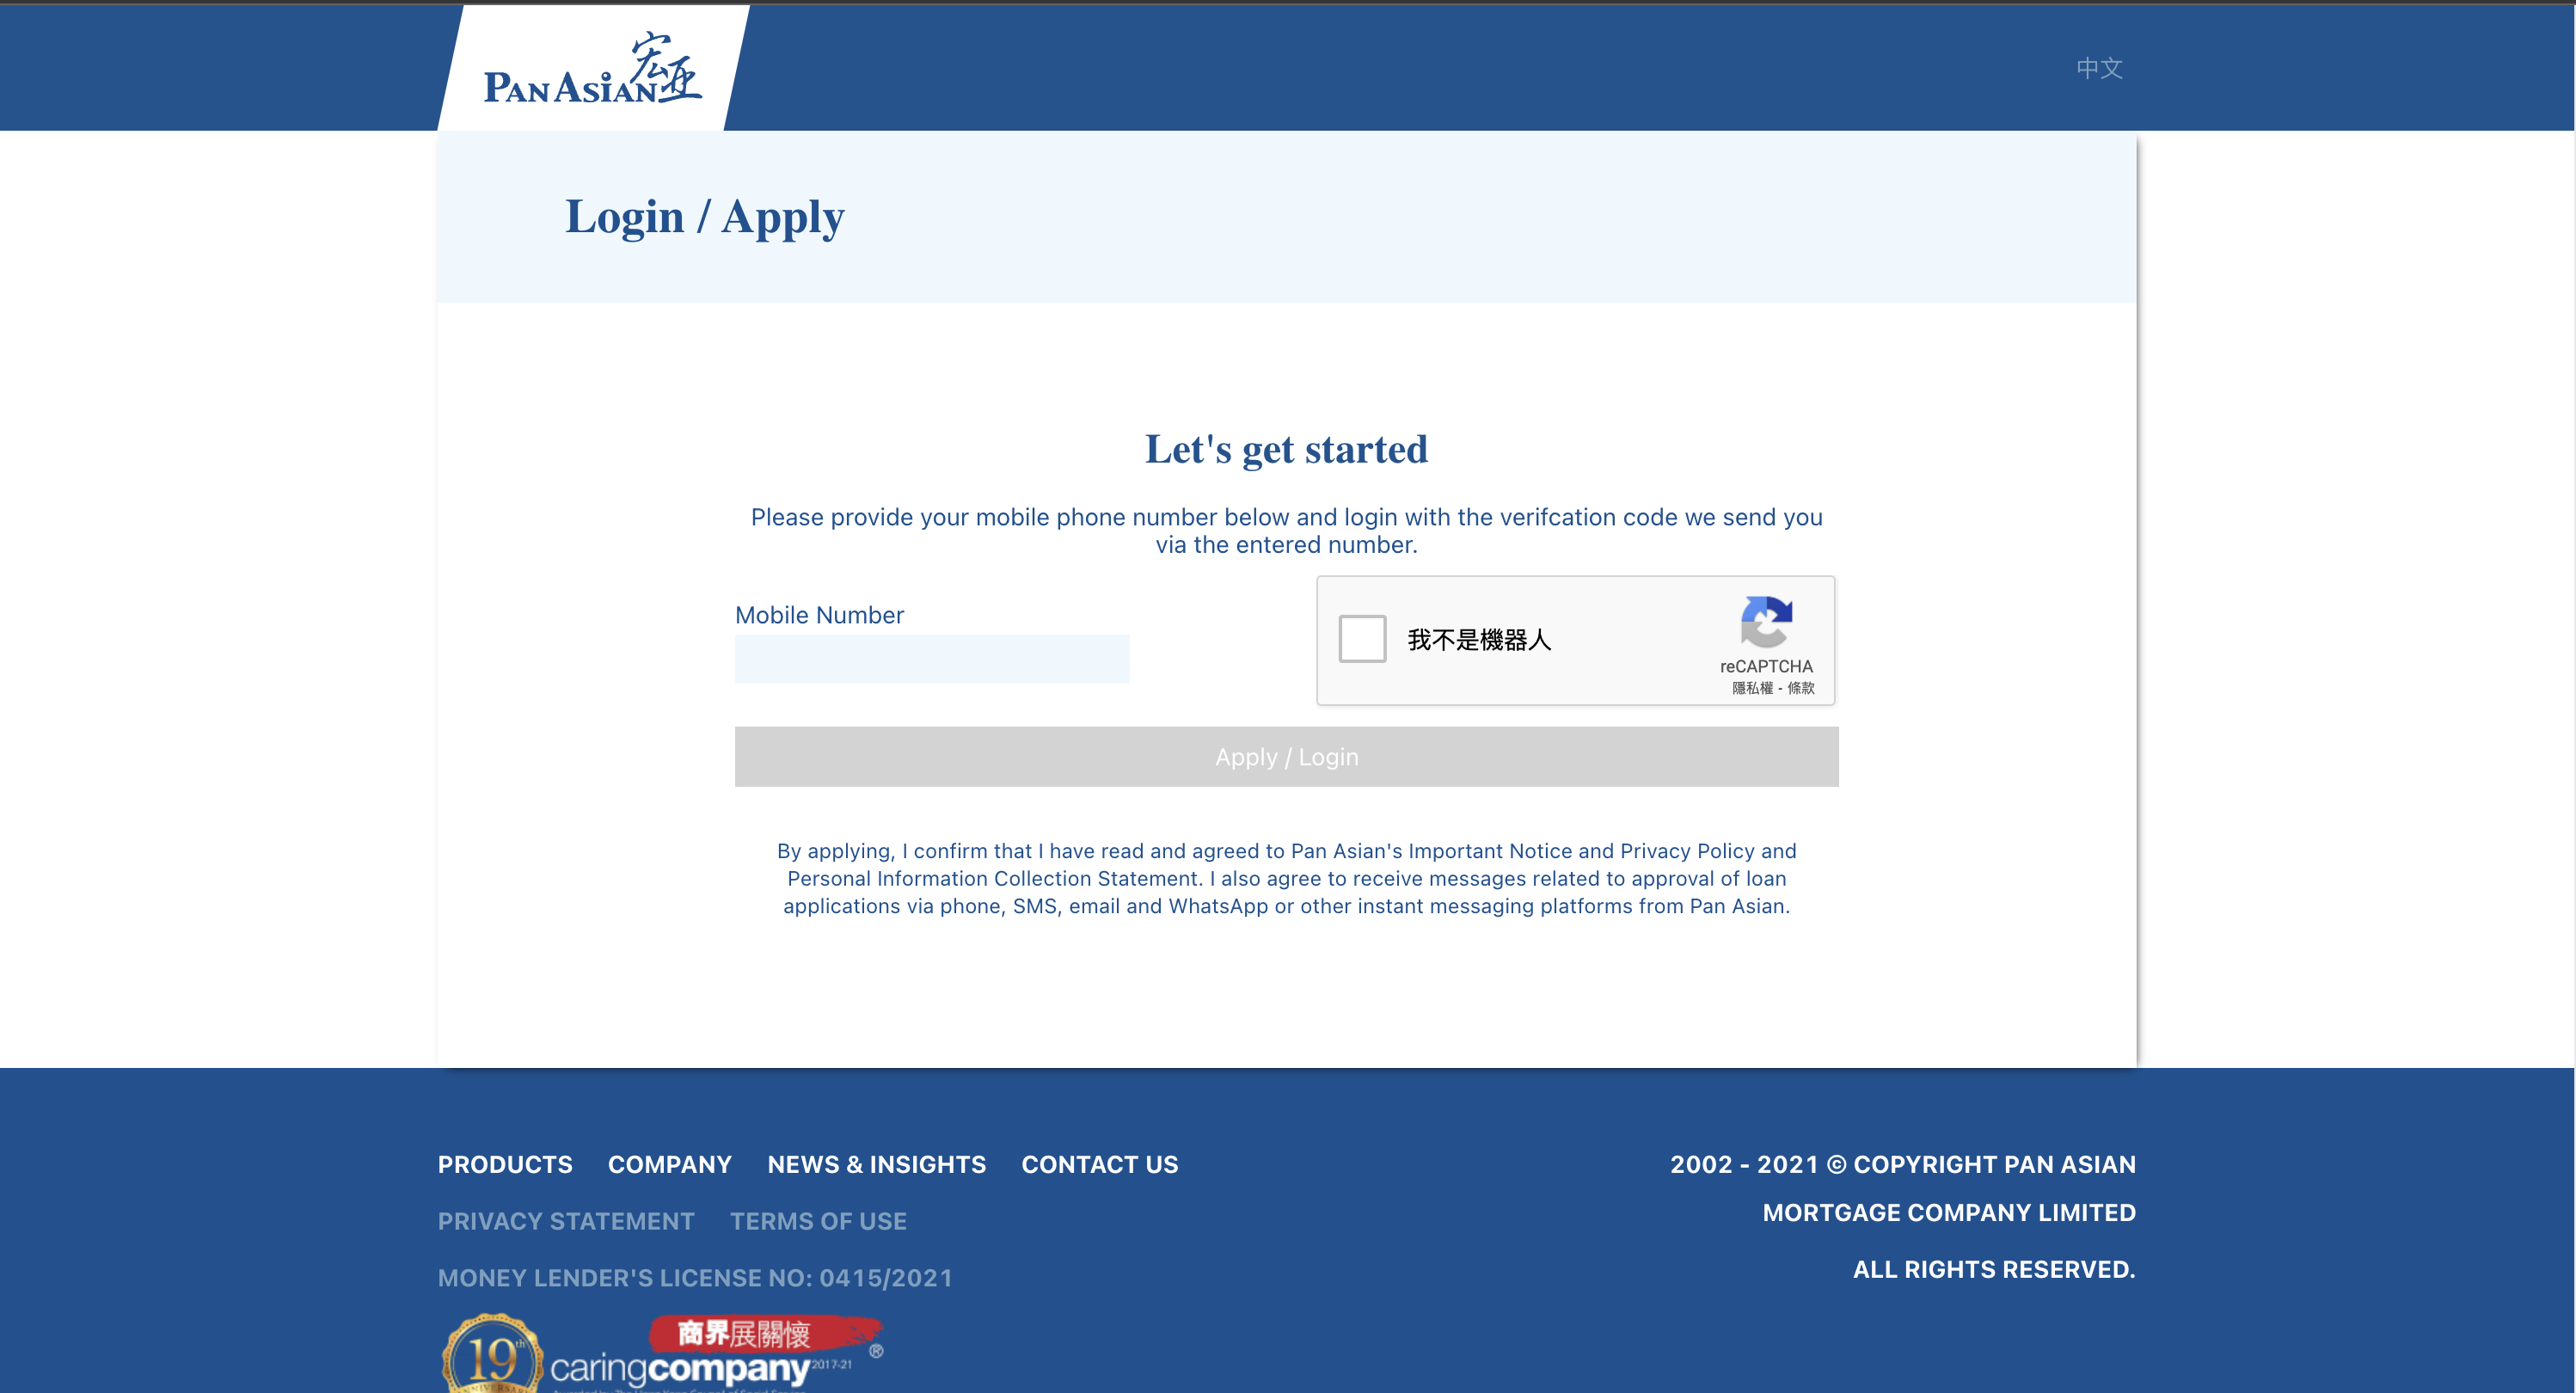 PAN ASIAN 宏亞
中文
Login / Apply
Let's get started
Please provide your mobile phone number below and login with the verifcation code we send you
via the entered number.
Mobile Number
我不是機器人
reCAPTCHA
隱私權 - 條款
Apply / Login
By applying, I confirm that I have read and agreed to Pan Asian's Important Notice and Privacy Policy and
Personal Information Collection Statement. I also agree to receive messages related to approval of loan
applications via phone, SMS, email and WhatsApp or other instant messaging platforms from Pan Asian.
PRODUCTS COMPANY NEWS & INSIGHTS CONTACT US
PRIVACY STATEMENT TERMS OF USE
MONEY LENDER'S LICENSE NO: 0415/2021
2002 - 2021 © COPYRIGHT PAN ASIAN
MORTGAGE COMPANY LIMITED
ALL RIGHTS RESERVED.
19th
商界展關懷
caringcompany 2017-21 ®